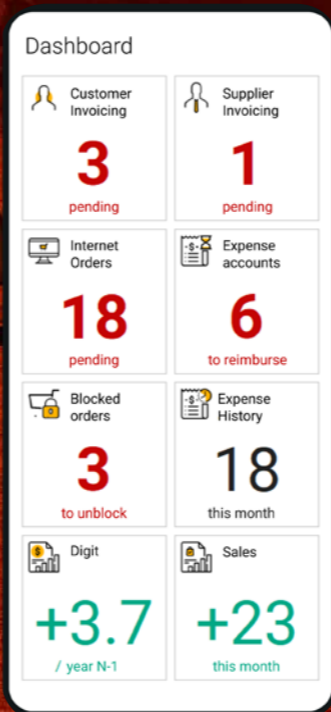 Dashboard
Customer
Invoicing
3
pending
Supplier
Invoicing
1
pending
Internet
Orders
18
pending
Expense
accounts
6
to reimburse
Blocked
orders
3
to unblock
Expense
History
18
this month
Digit
+3.7
/ year N-1
Sales
+23
this month